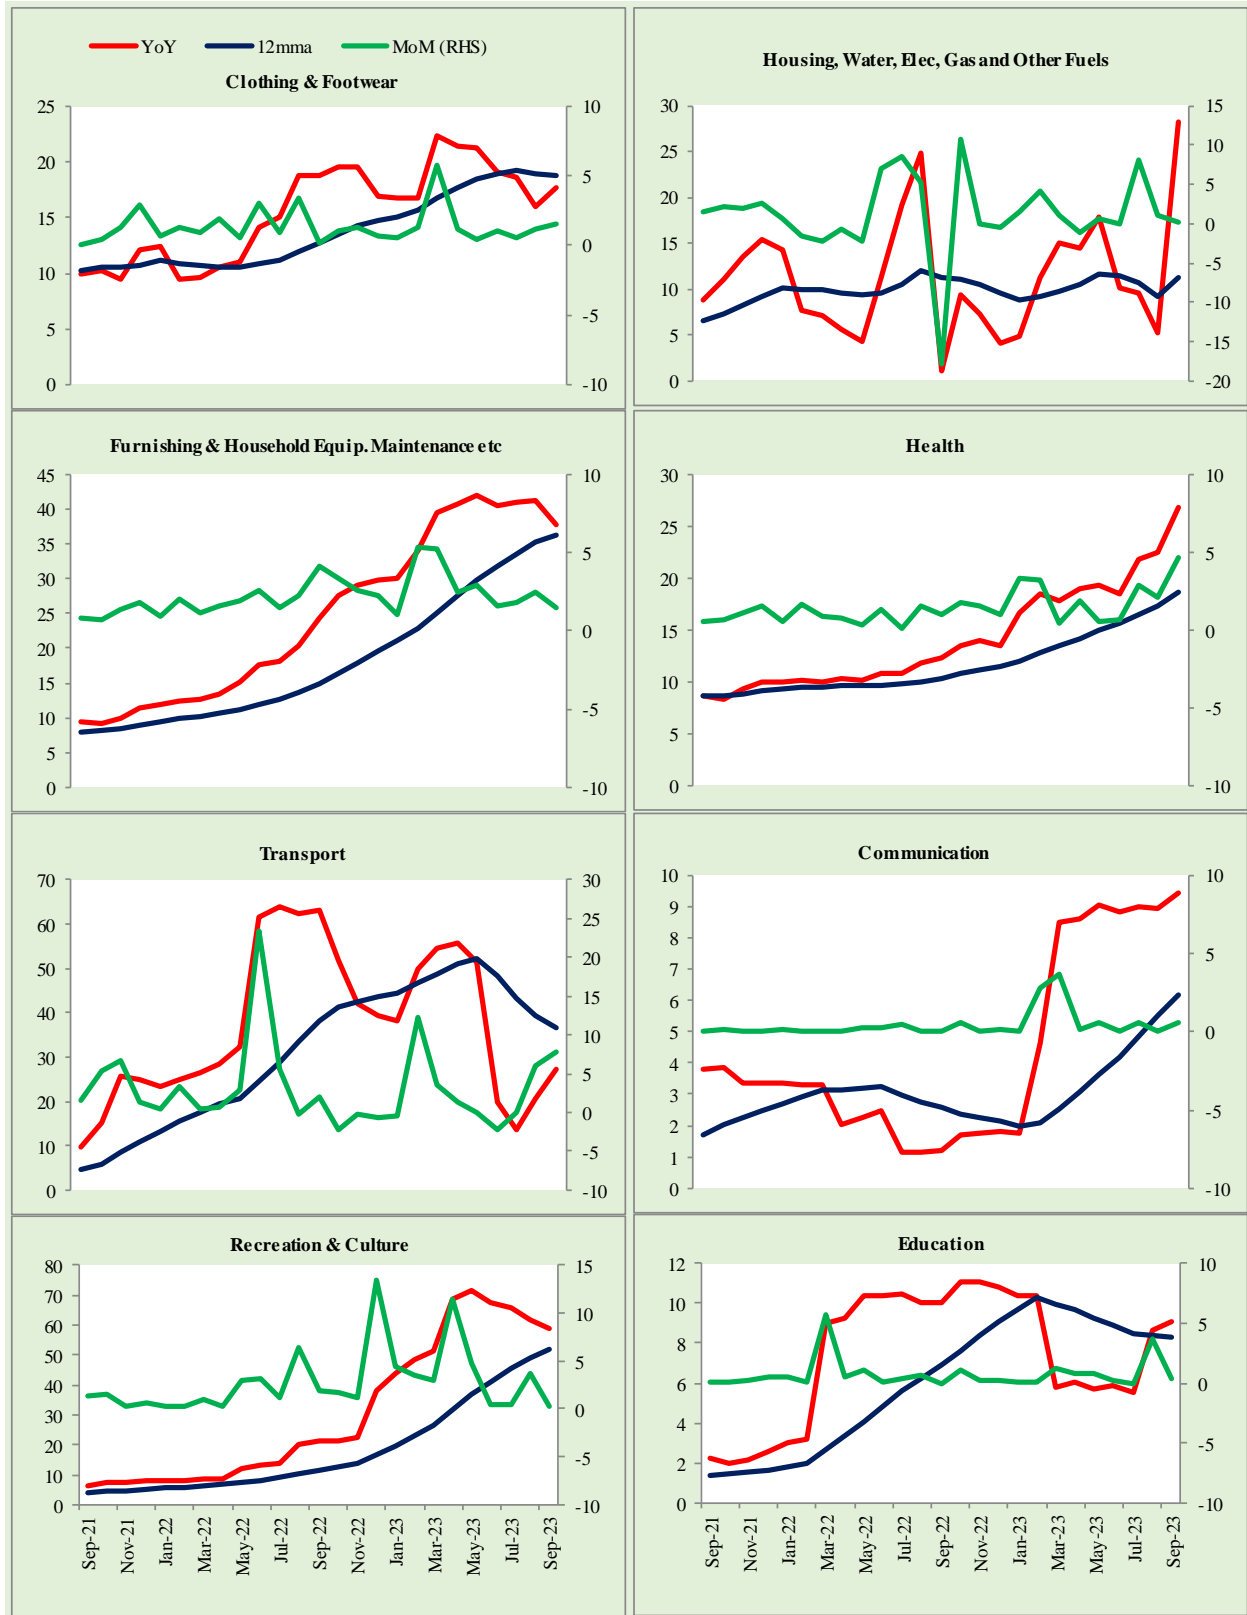 YoY 12mma MoM (RHS)
Clothing & Footwear
25 20 15 10 5 0
10 5 0 -5 -10
Housing, Water, Elec, Gas and Other Fuels
30 25 20 15 10 5 0
15 10 5 0 -5 -10 -15 -20
Furnishing & Household Equip. Maintenance etc
45 40 35 30 25 20 15 10 5 0
10 5 0 -5 -10
Health
30 25 20 15 10 5 0
10 5 0 -5 -10
Transport
70 60 50 40 30 20 10 0
30 25 20 15 10 5 0 -5 -10
Communication
10 9 8 7 6 5 4 3 2 1 0
10 5 0 -5 -10
Recreation & Culture
80 70 60 50 40 30 20 10 0
15 10 5 0 -5 -10
Sep-21 Nov-21 Jan-22 Mar-22 May-22 Jul-22 Sep-22 Nov-22 Jan-23 Mar-23 May-23 Jul-23 Sep-23
Education
12 10 8 6 4 2 0
10 5 0 -5 -10
Sep-21 Nov-21 Jan-22 Mar-22 May-22 Jul-22 Sep-22 Nov-22 Jan-23 Mar-23 May-23 Jul-23 Sep-23